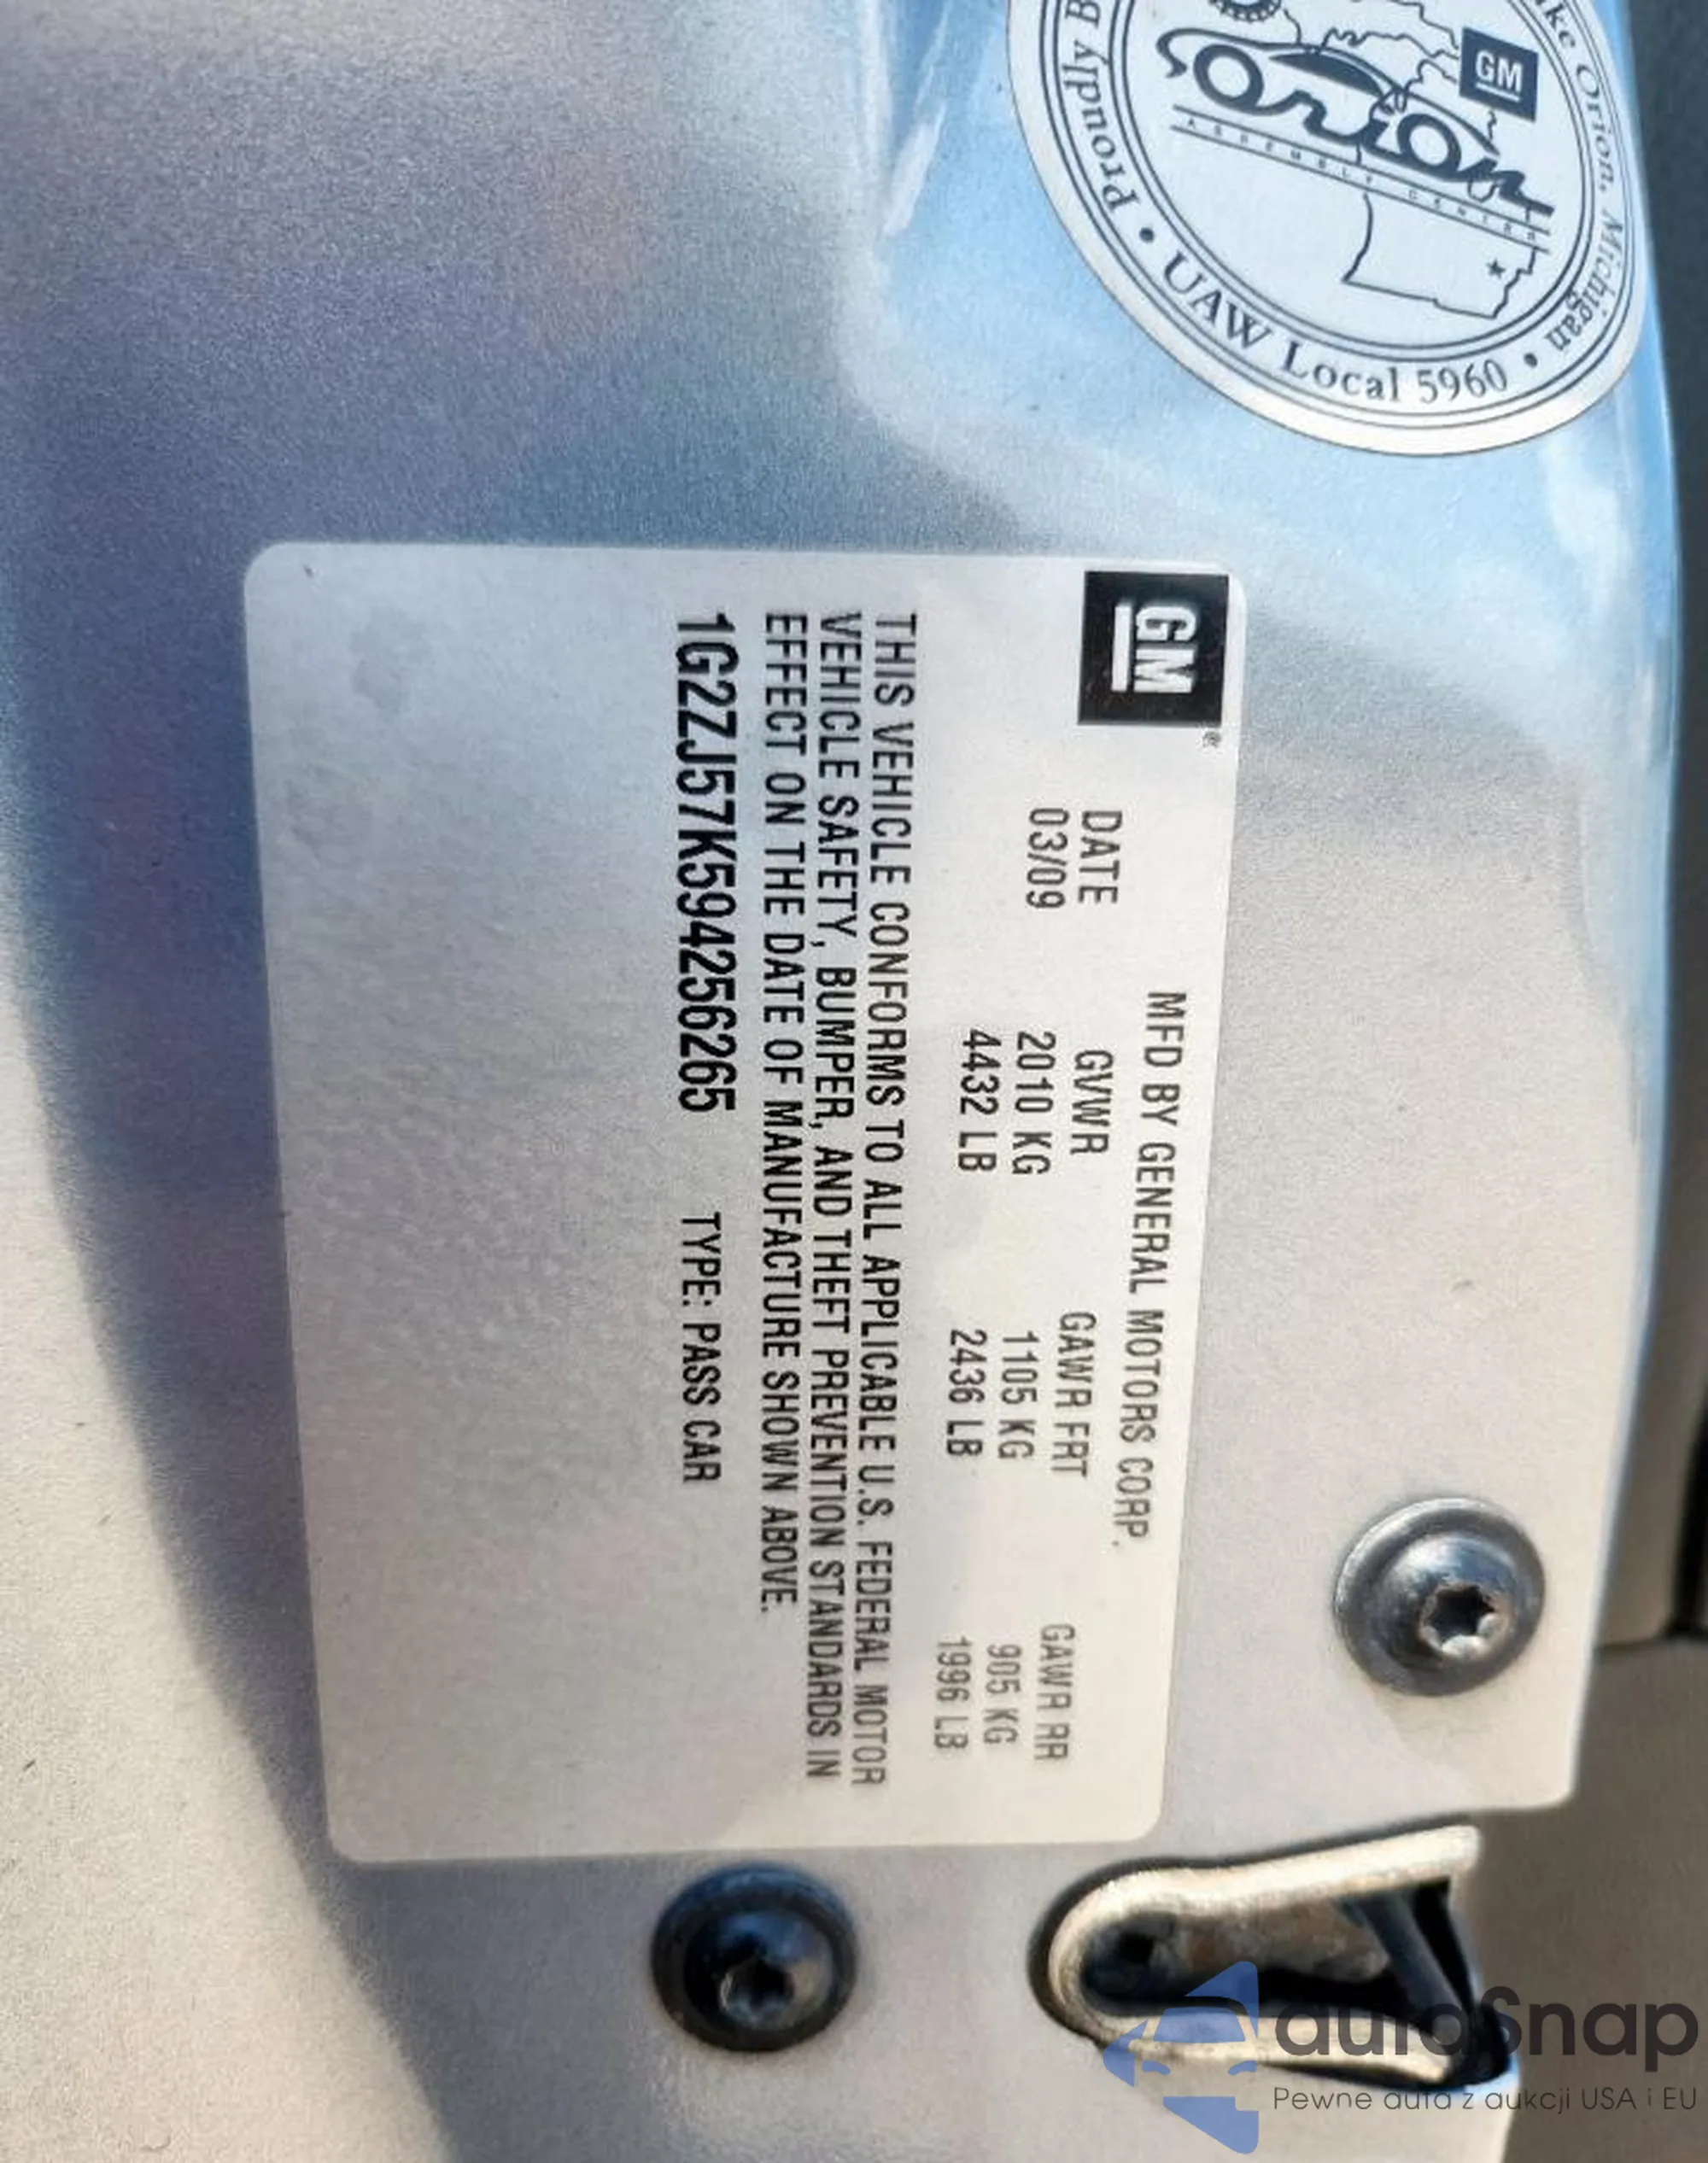 GM
Orion
ASSEMBLY CENTER
Orion, Michigan • UAW Local 5960 • Proudly
GM®
MFD BY GENERAL MOTORS CORP.
DATE GVWR GAWR FRT GAWR RR
03/09 2010 KG 1105 KG 905 KG
4432 LB 2436 LB 1996 LB
THIS VEHICLE CONFORMS TO ALL APPLICABLE U.S. FEDERAL MOTOR
VEHICLE SAFETY, BUMPER, AND THEFT PREVENTION STANDARDS IN
EFFECT ON THE DATE OF MANUFACTURE SHOWN ABOVE.
1G2ZJ57K594256265 TYPE: PASS CAR
autoSnap
Pewne auta z aukcji USA i EU